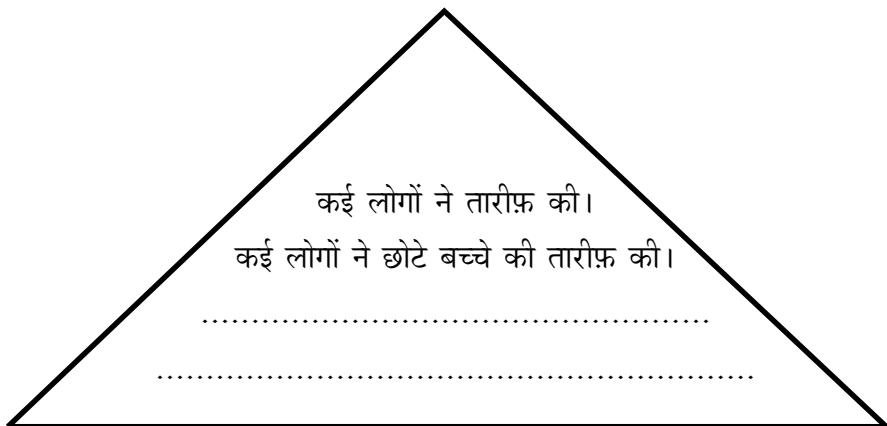 कई लोगों ने तारीफ़ की।
कई लोगों ने छोटे बच्चे की तारीफ़ की।